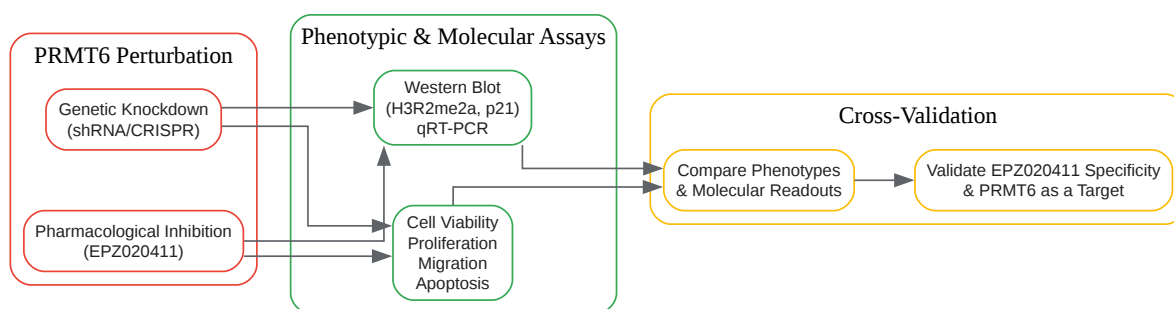 PRMT6 Perturbation
Genetic Knockdown
(shRNA/CRISPR)
Pharmacological Inhibition
(EPZ020411)
Phenotypic & Molecular Assays
Western Blot
(H3R2me2a, p21)
qRT-PCR
Cell Viability
Proliferation
Migration
Apoptosis
Cross-Validation
Compare Phenotypes
& Molecular Readouts
Validate EPZ020411 Specificity
& PRMT6 as a Target